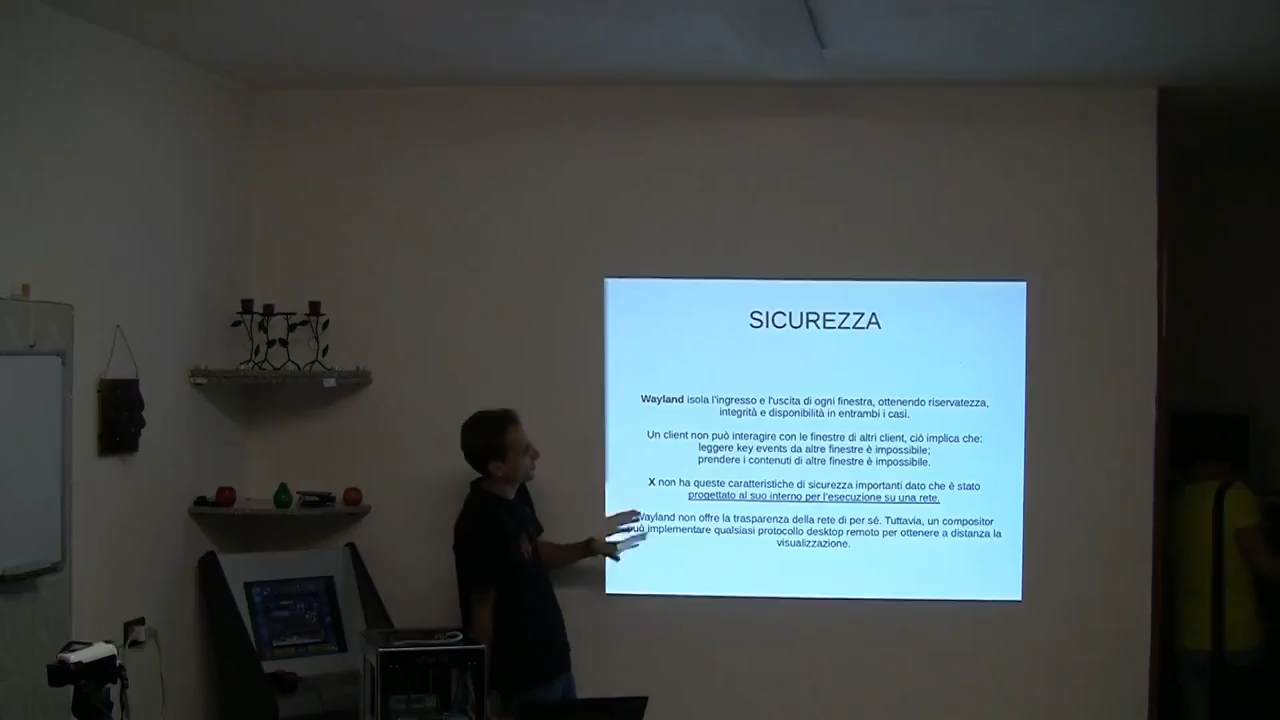 SICUREZZA
Wayland isola l'ingresso e l'uscita di ogni finestra, ottenendo riservatezza,
integrità e disponibilità in entrambi i casi.
Un client non può interagire con le finestre di altri client, ciò implica che:
leggere key events da altre finestre è impossibile;
prendere i contenuti di altre finestre è impossibile.
X non ha queste caratteristiche di sicurezza importanti dato che è stato
progettato al suo interno per l'esecuzione su una rete.
Wayland non offre la trasparenza della rete di per sé. Tuttavia, un compositor
può implementare qualsiasi protocollo desktop remoto per ottenere a distanza la
visualizzazione.